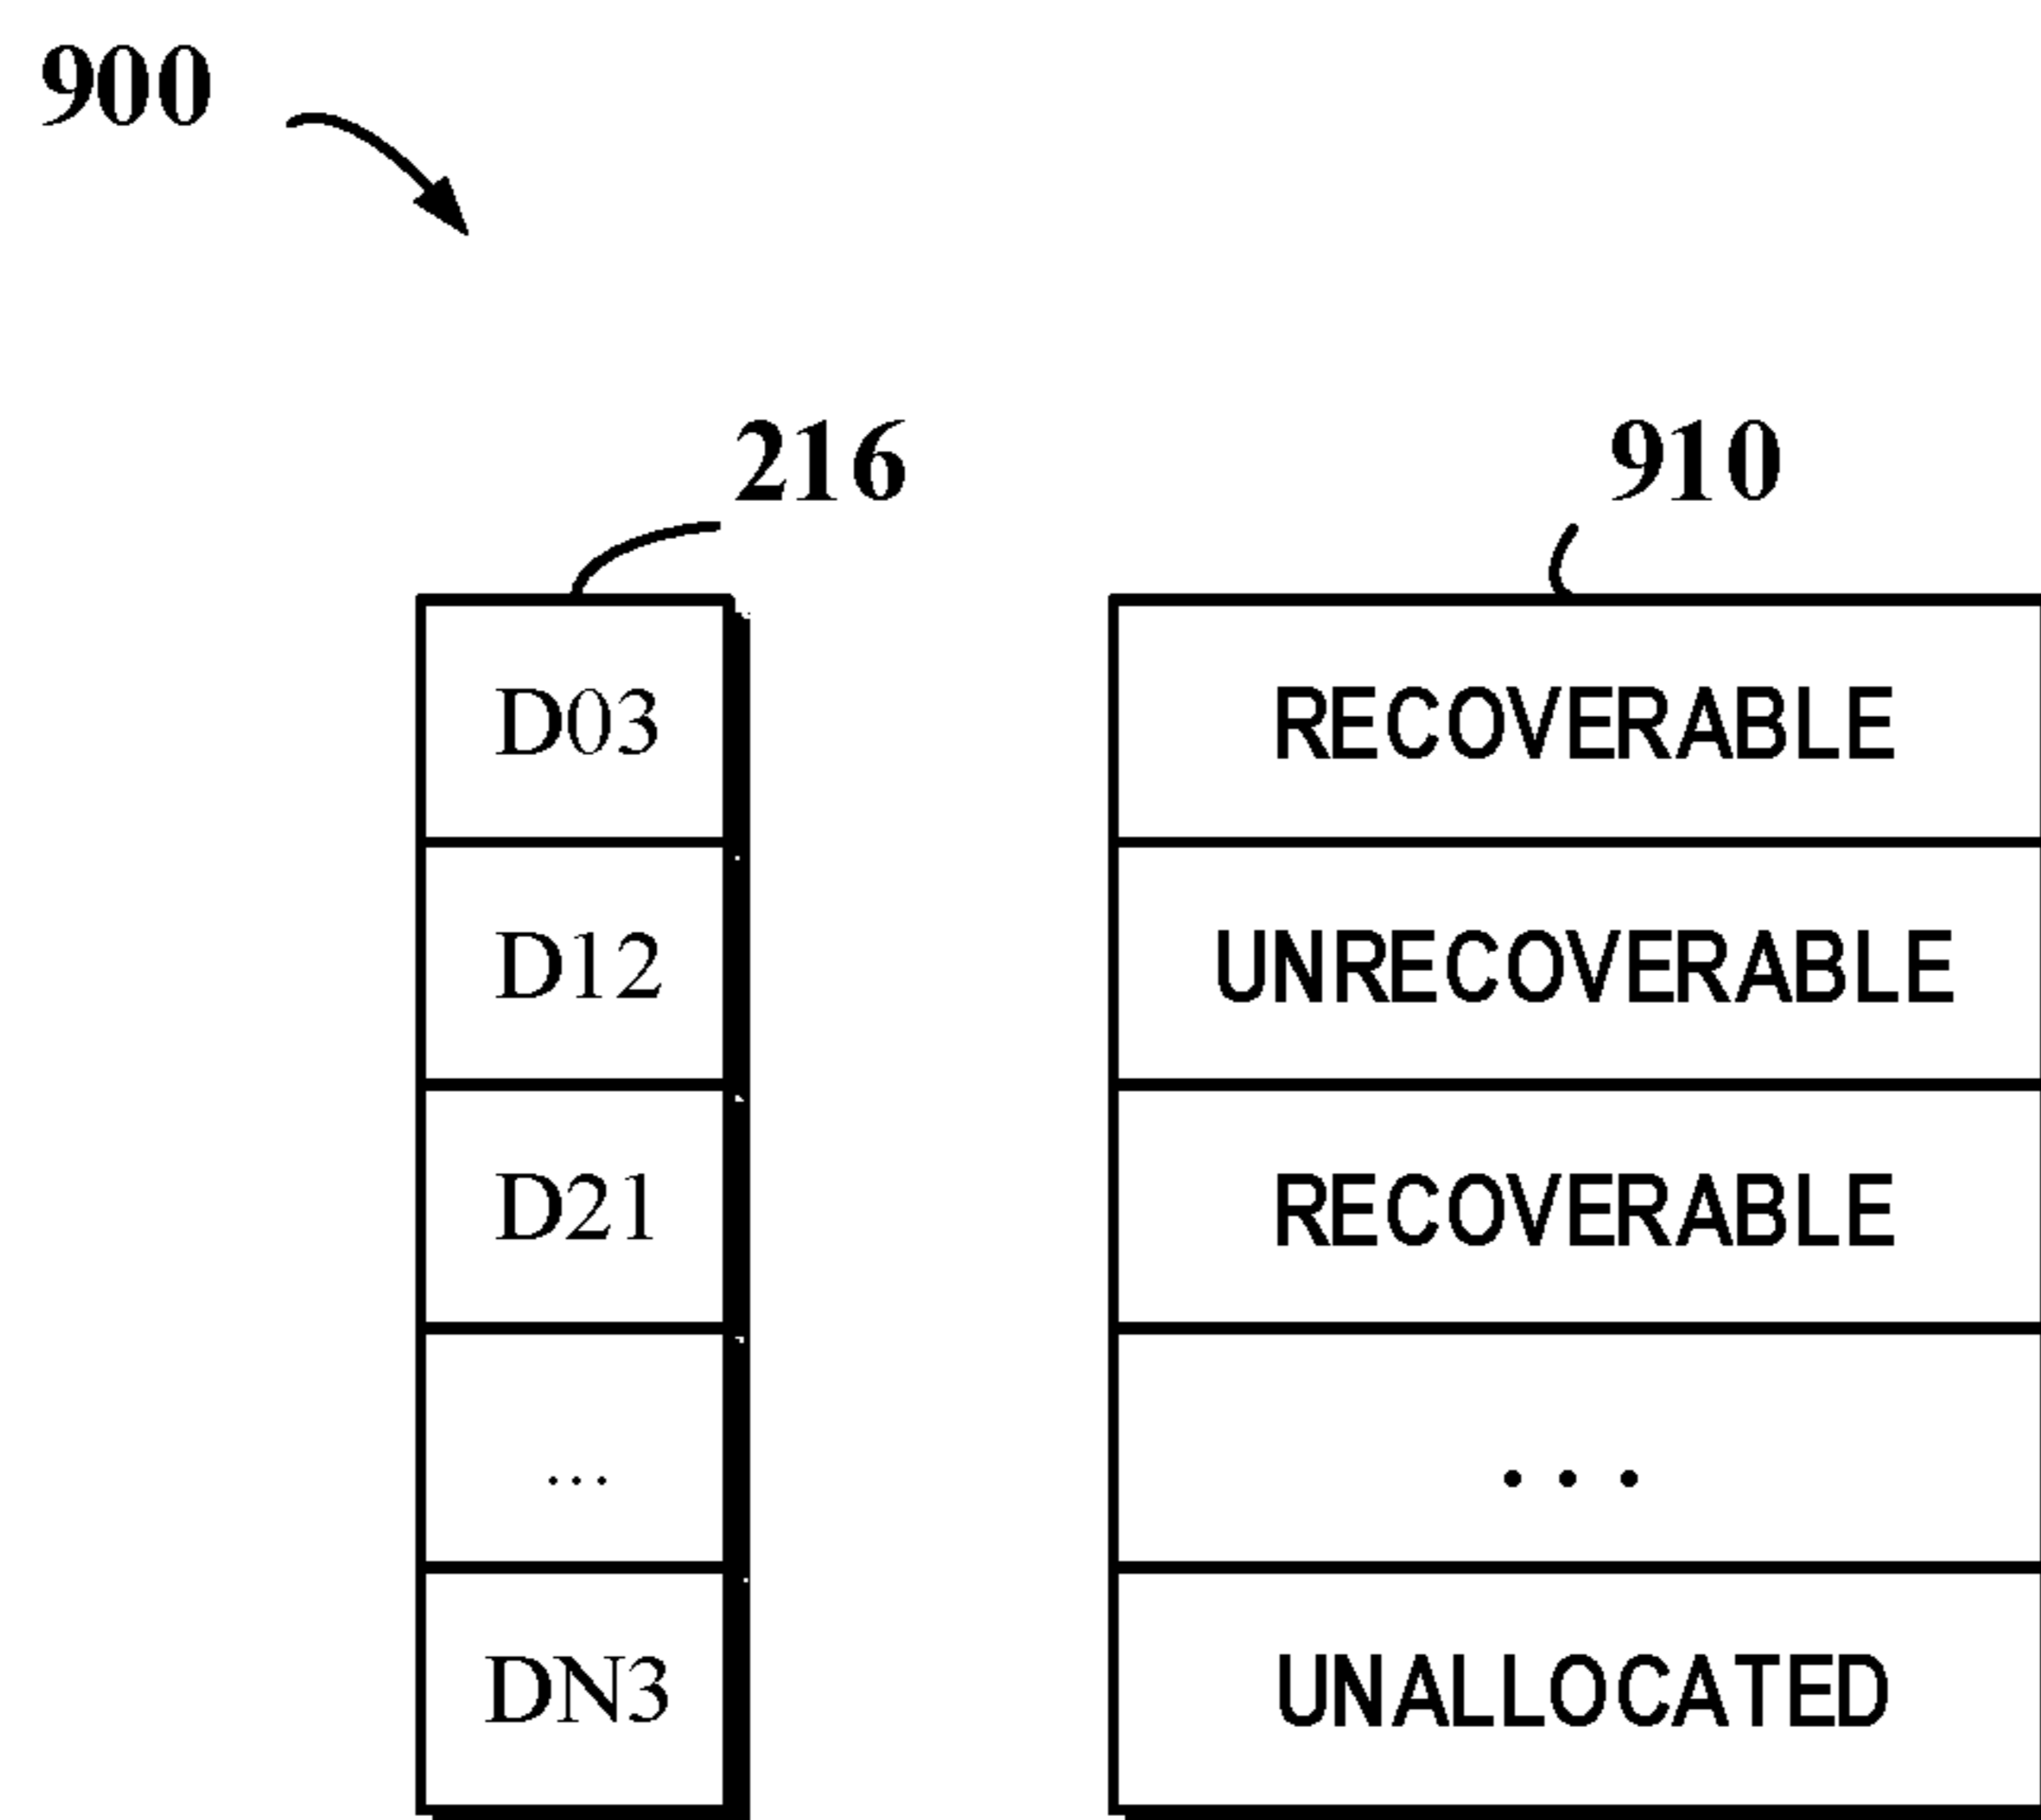 900
216 910
D03 RECOVERABLE
D12 UNRECOVERABLE
D21 RECOVERABLE
... ...
DN3 UNALLOCATED